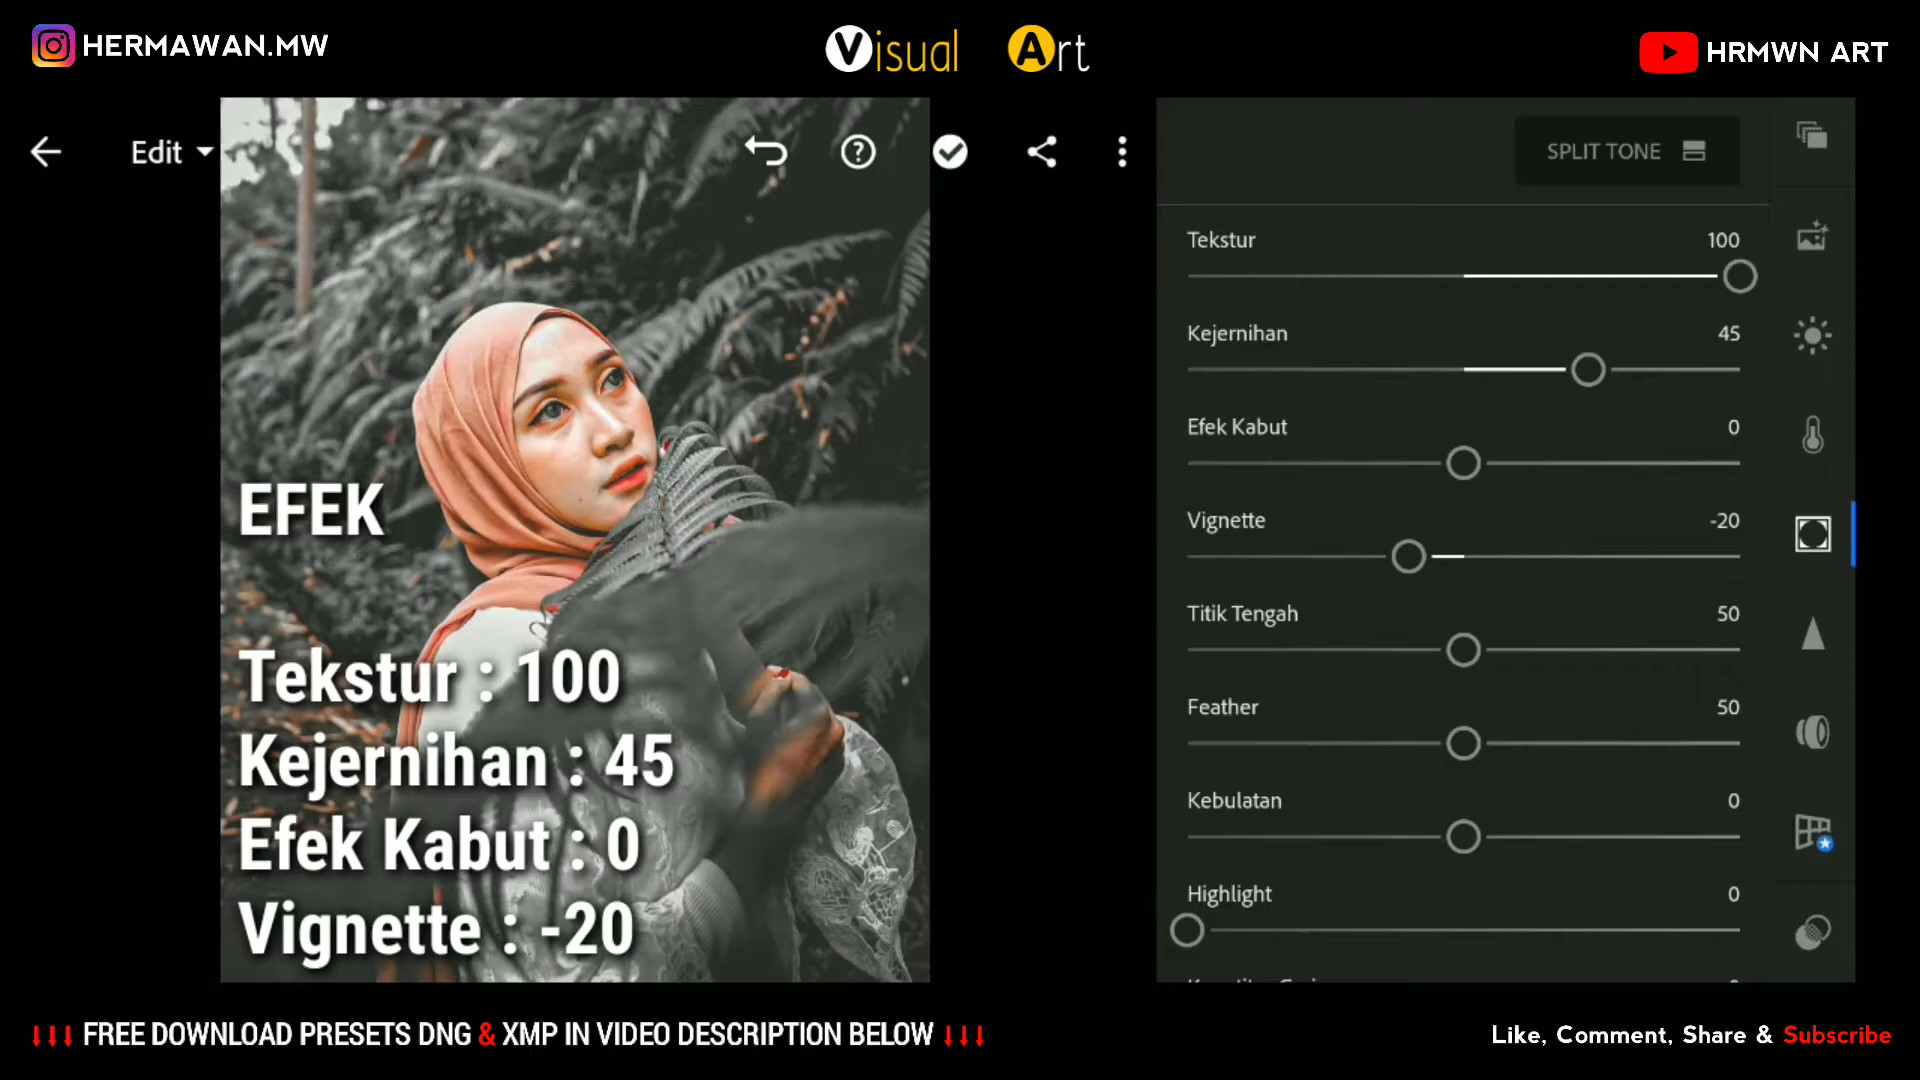 HERMAWAN.MW
Visual Art
HRMWN ART
Edit
SPLIT TONE
Tekstur 100
Kejernihan 45
Efek Kabut 0
Vignette -20
Titik Tengah 50
Feather 50
Kebulatan 0
Highlight 0
EFEK
Tekstur : 100
Kejernihan : 45
Efek Kabut : 0
Vignette : -20
↓↓↓ FREE DOWNLOAD PRESETS DNG & XMP IN VIDEO DESCRIPTION BELOW ↓↓↓
Like, Comment, Share & Subscribe